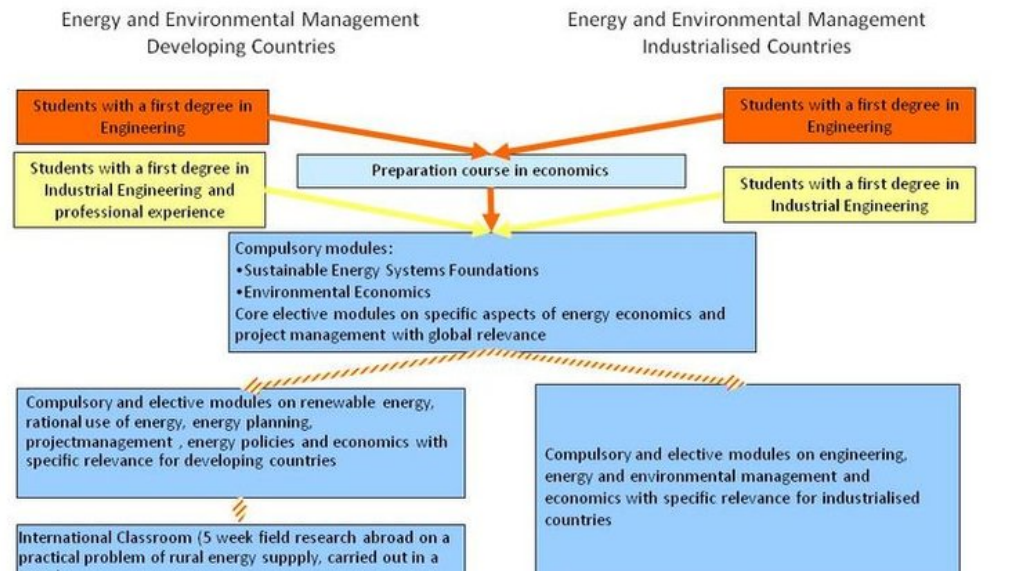 Energy and Environmental Management
Developing Countries
Energy and Environmental Management
Industrialised Countries
Students with a first degree in
Engineering
Students with a first degree in
Engineering
Preparation course in economics
Students with a first degree in
Industrial Engineering and
professional experience
Students with a first degree in
Industrial Engineering
Compulsory modules:
•Sustainable Energy Systems Foundations
•Environmental Economics
Core elective modules on specific aspects of energy economics and
project management with global relevance
Compulsory and elective modules on renewable energy,
rational use of energy, energy planning,
projectmanagement , energy policies and economics with
specific relevance for developing countries
Compulsory and elective modules on engineering,
energy and environmental management and
economics with specific relevance for industrialised
countries
International Classroom (5 week field research abroad on a
practical problem of rural energy suppply, carried out in a